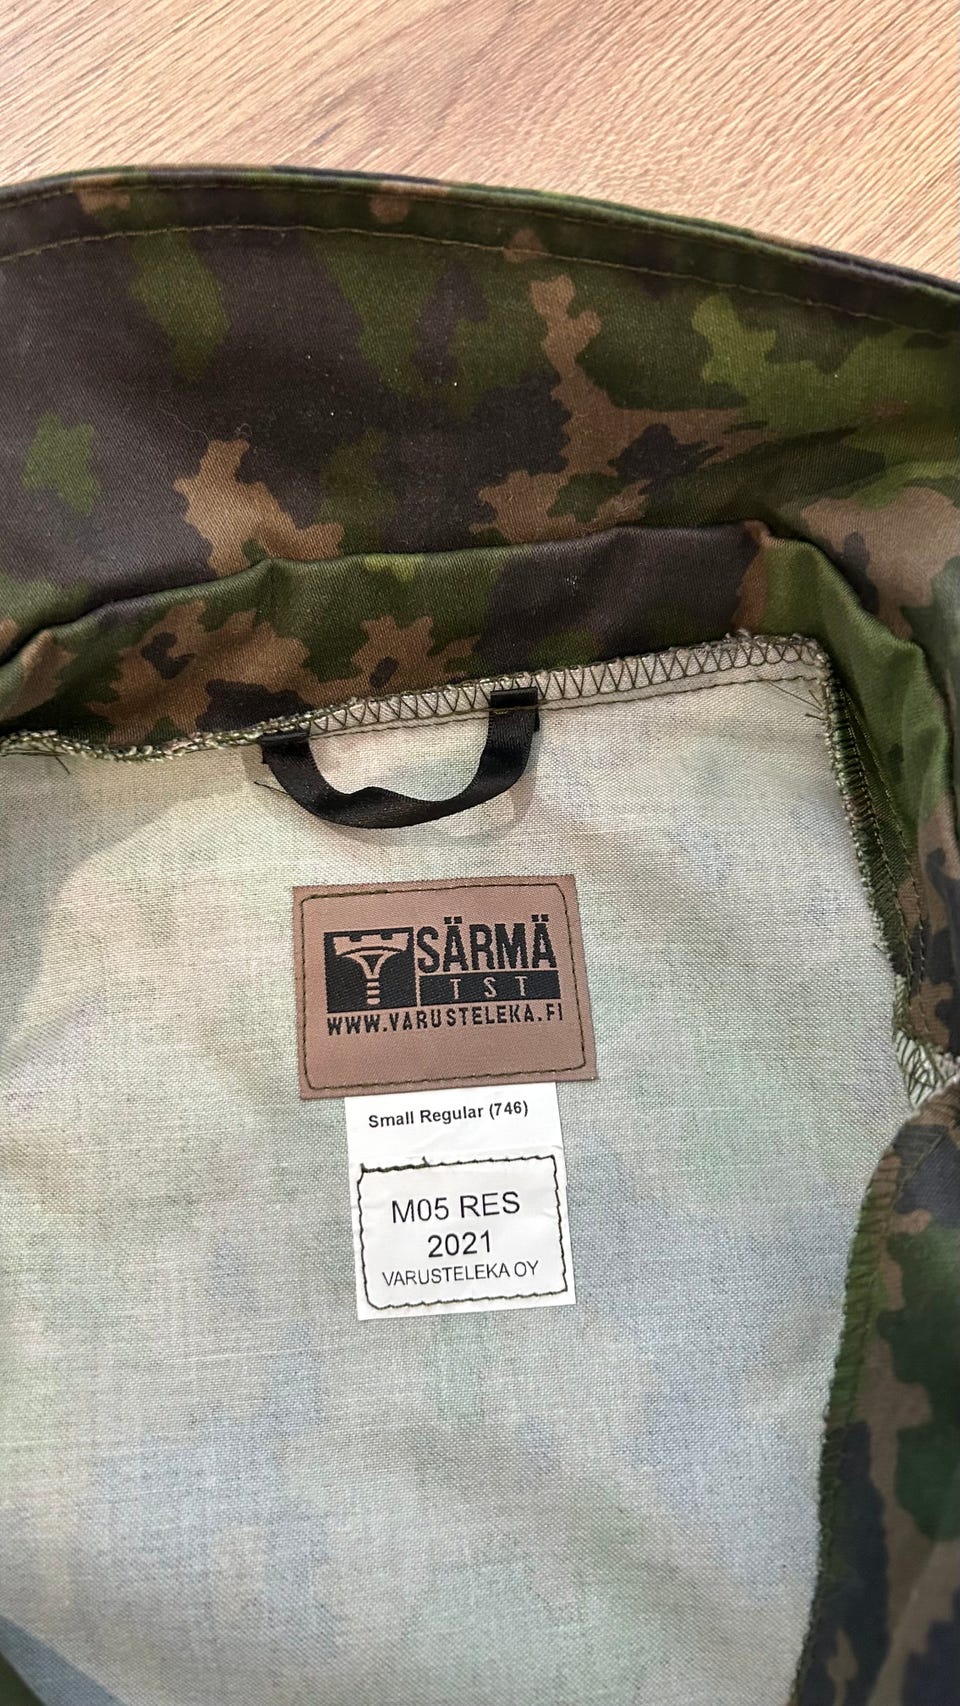 SÄRMÄ
TST
WWW.VARUSTELEKA.FI
Small Regular (746)
M05 RES
2021
VARUSTELEKA OY